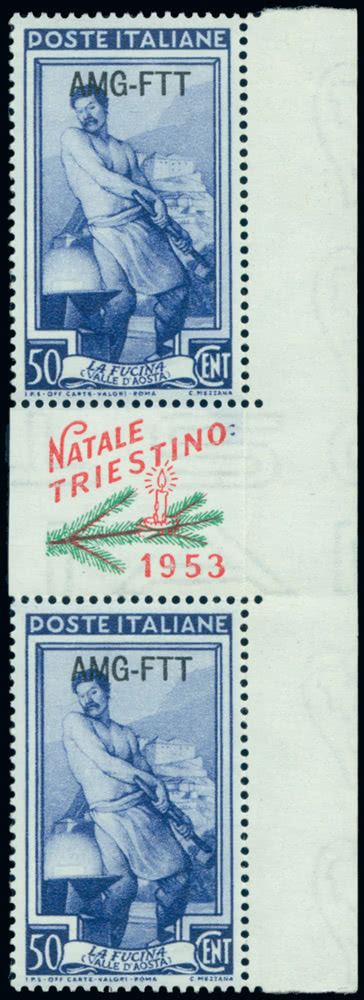 POSTE ITALIANE
AMG-FTT
50 LA FUCINA CENT
(VALLE D'AOSTA)
I.P.S.-OFF. CARTE-VALORI-ROMA C. MEZZANA
NATALE
TRIESTINO
1953
POSTE ITALIANE
AMG-FTT
50 LA FUCINA CENT
(VALLE D'AOSTA)
I.P.S-OFF CARTE-VALORI-ROMA C. MEZZANA